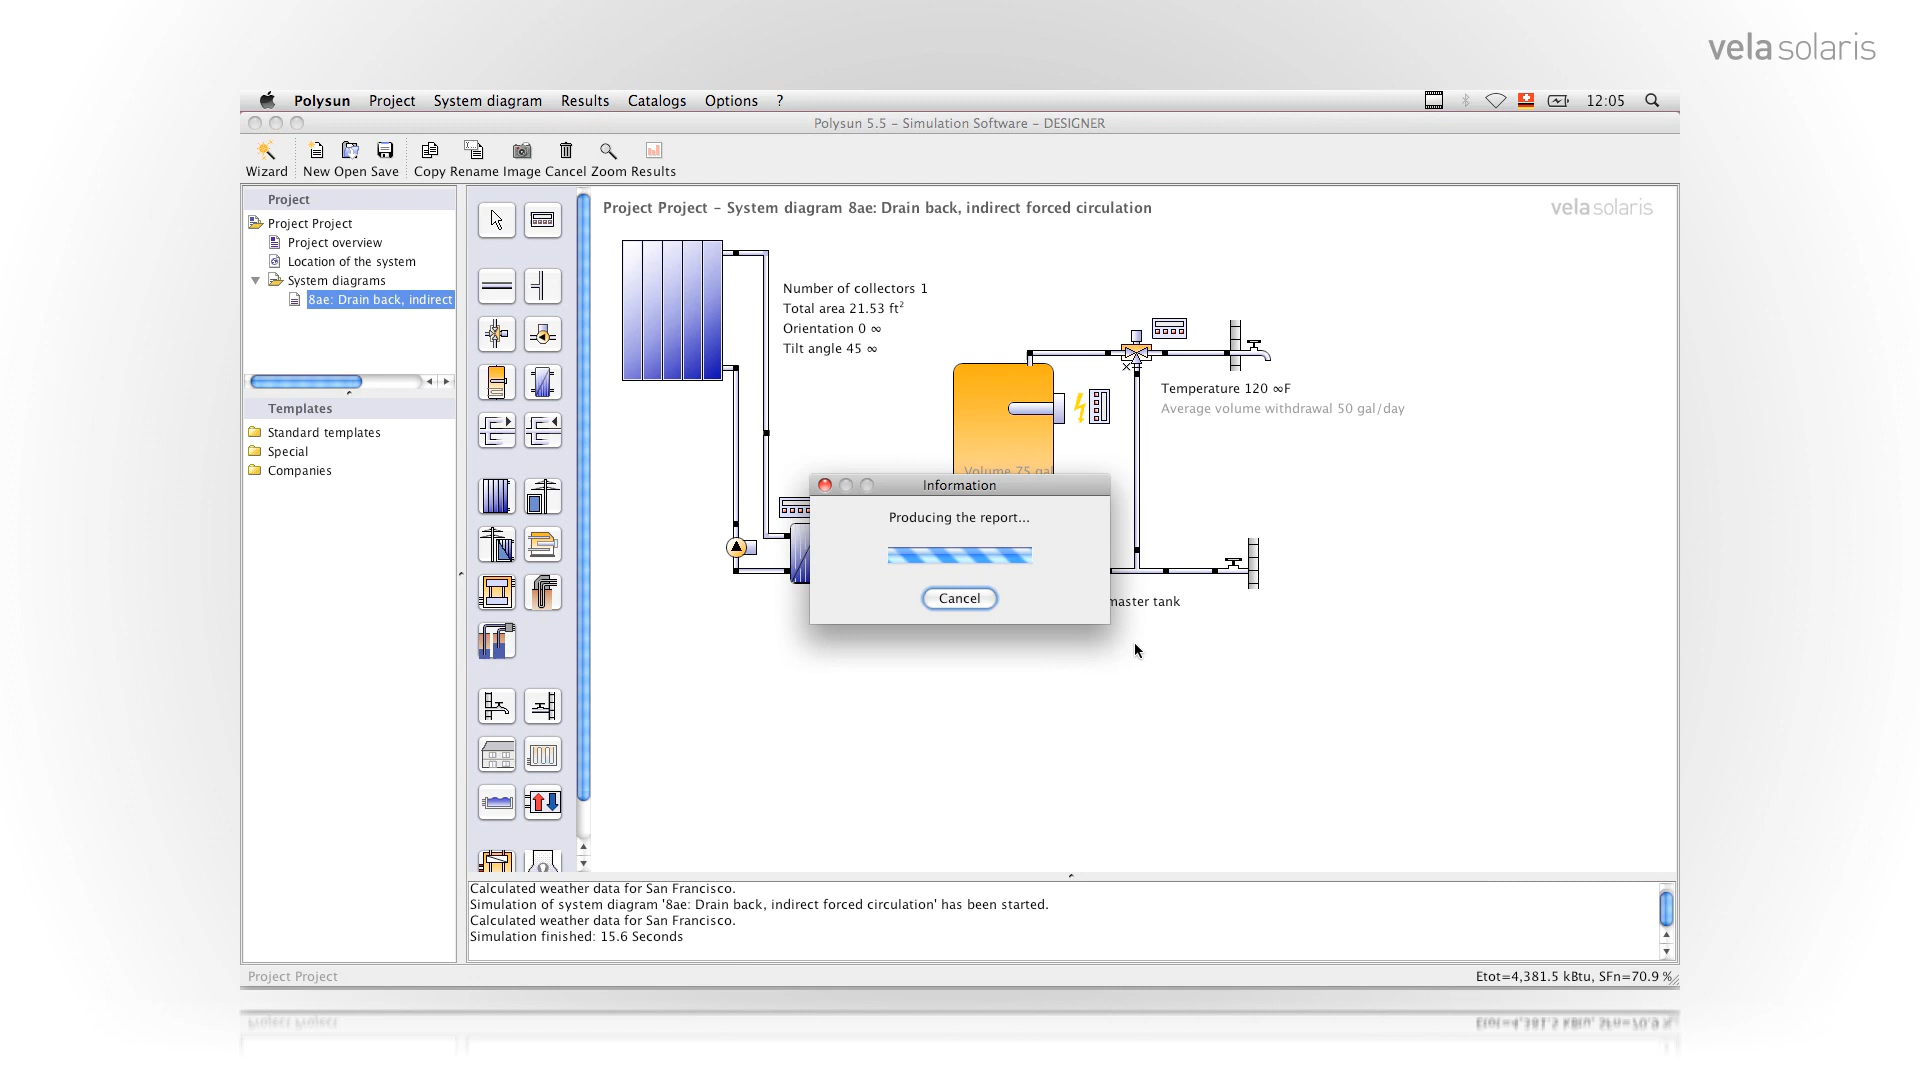 vela solaris
Polysun Project System diagram Results Catalogs Options ? 12:05
Polysun 5.5 – Simulation Software – DESIGNER
Wizard New Open Save Copy Rename Image Cancel Zoom Results
Project
Project Project
Project overview
Location of the system
System diagrams
8ae: Drain back, indirect
Templates
Standard templates
Special
Companies
Project Project – System diagram 8ae: Drain back, indirect forced circulation
velasolaris
Number of collectors 1
Total area 21.53 ft²
Orientation 0 ∞
Tilt angle 45 ∞
Temperature 120 ∞F
Average volume withdrawal 50 gal/day
Volume 75 gal
Information
Producing the report...
Cancel
master tank
Calculated weather data for San Francisco.
Simulation of system diagram '8ae: Drain back, indirect forced circulation' has been started.
Calculated weather data for San Francisco.
Simulation finished: 15.6 Seconds
Project Project
Etot=4,381.5 kBtu, SFn=70.9 %